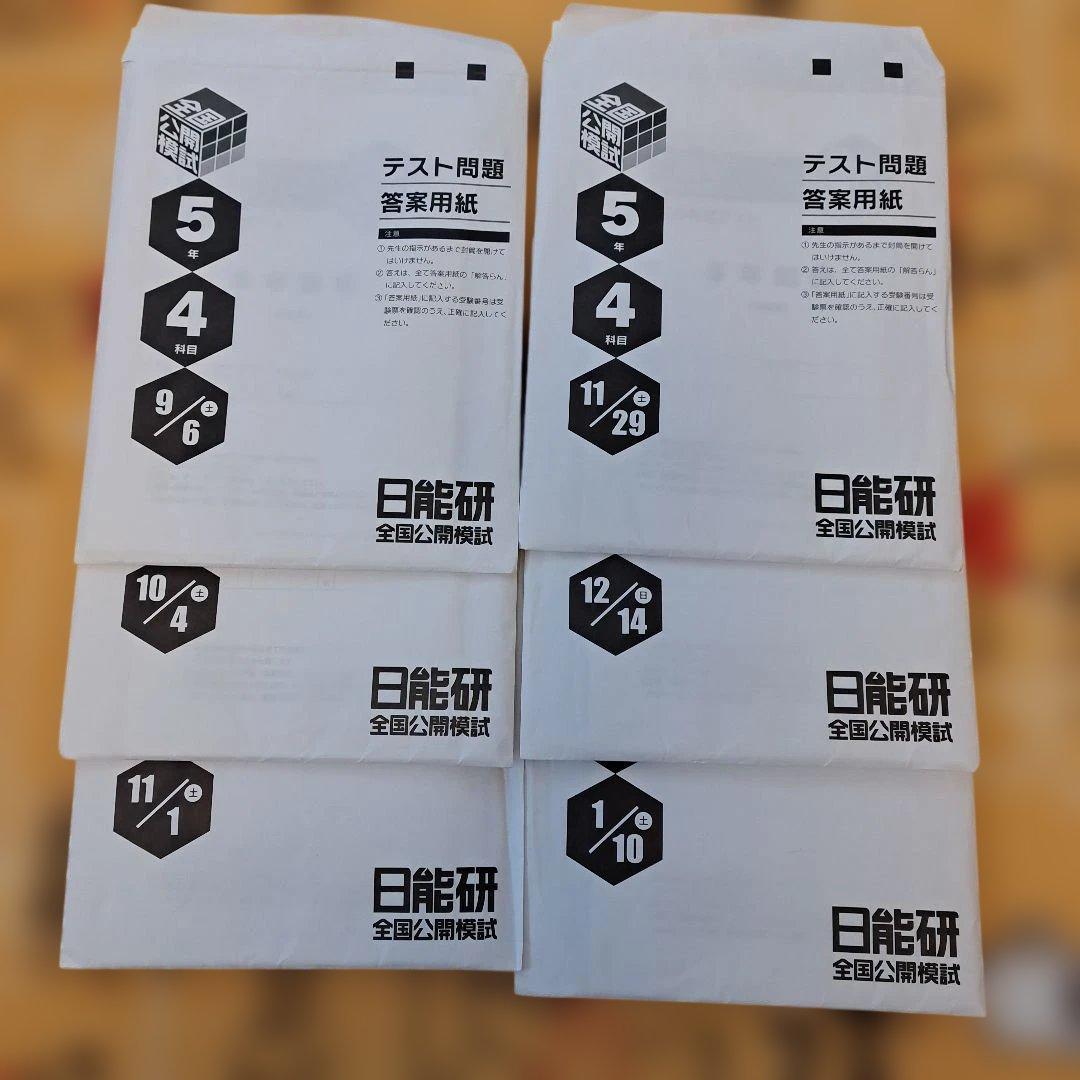 全国
公開
模試
テスト問題
答案用紙
注意
① 先生の指示があるまで封筒を開けて
はいけません。
② 答えは、全て答案用紙の「解答らん」
に記入してください。
③ 「答案用紙」に記入する受験番号は受
験票を確認のうえ、正確に記入してく
ださい。
5
年
4
科目
9/6 土
日能研
全国公開模試
10/4 土
日能研
全国公開模試
11/1 土
日能研
全国公開模試
全国
公開
模試
テスト問題
答案用紙
注意
① 先生の指示があるまで封筒を開けて
はいけません。
② 答えは、全て答案用紙の「解答らん」
に記入してください。
③ 「答案用紙」に記入する受験番号は受
験票を確認のうえ、正確に記入してく
ださい。
5
年
4
科目
11/29 土
日能研
全国公開模試
12/14 日
日能研
全国公開模試
1/10 土
日能研
全国公開模試